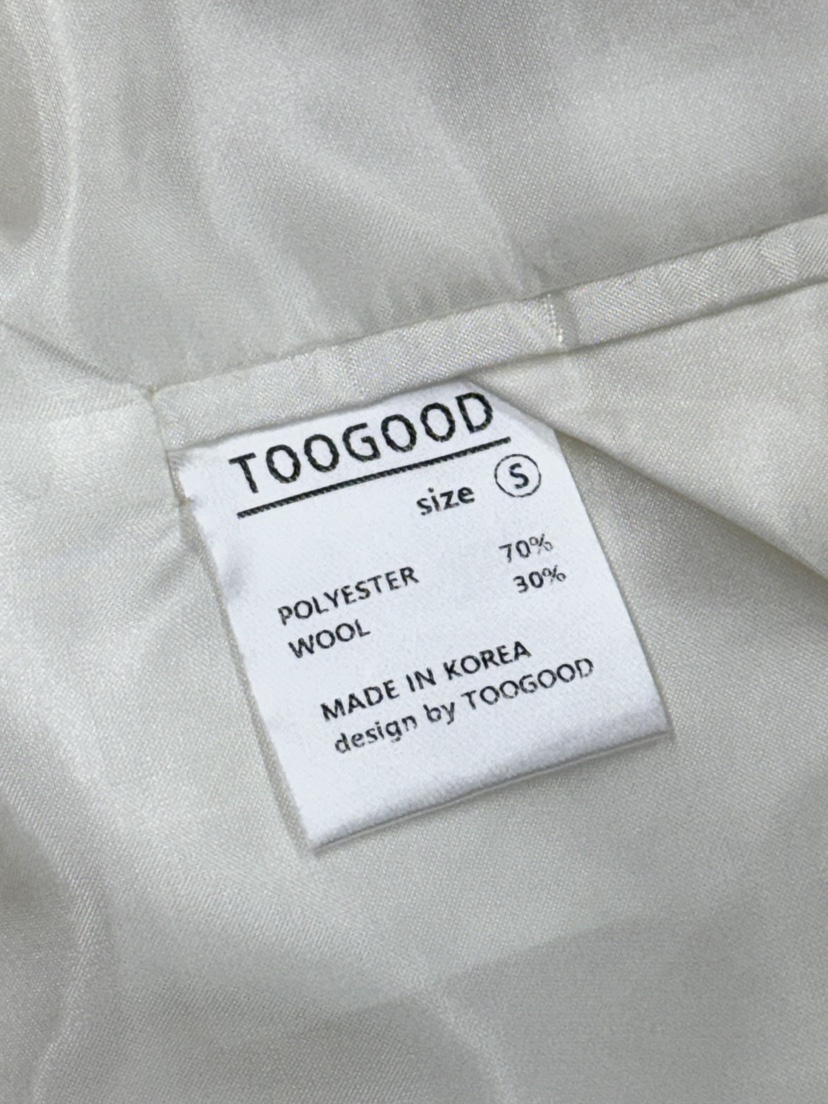 TOOGOOD
size S
POLYESTER 70%
WOOL 30%
MADE IN KOREA
design by TOOGOOD